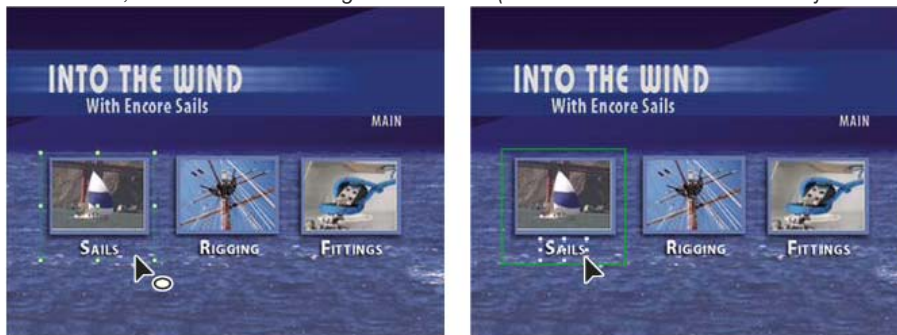 INTO THE WIND
With Encore Sails
MAIN
SAILS
RIGGING
FITTINGS
INTO THE WIND
With Encore Sails
MAIN
SAILS
RIGGING
FITTINGS